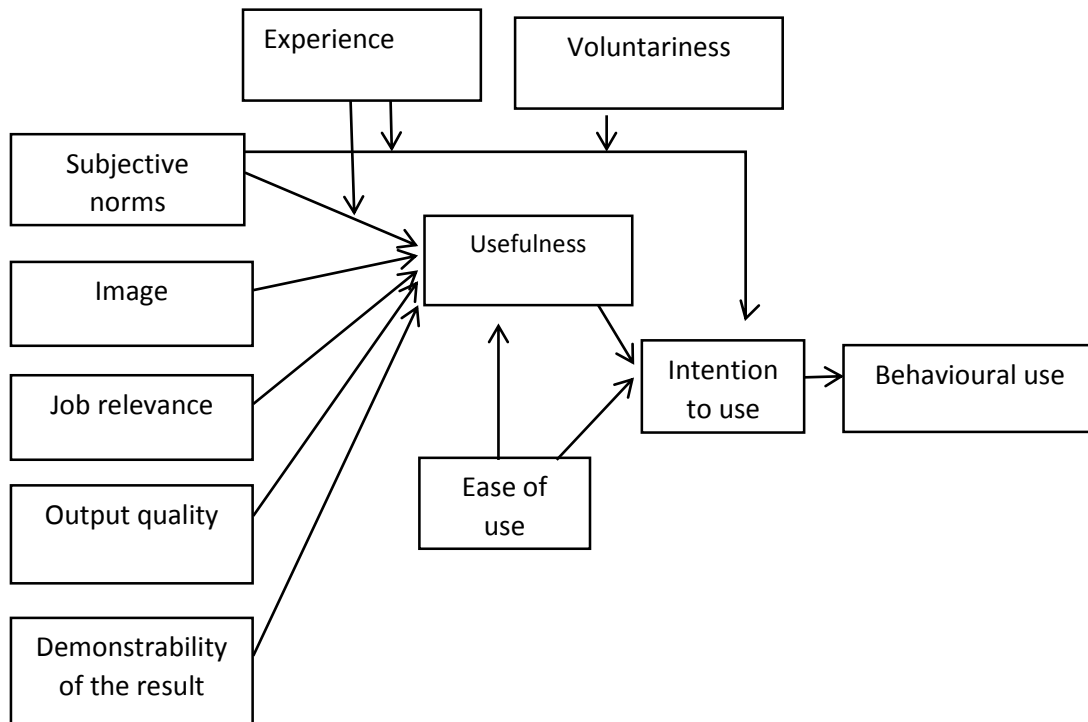 Experience
Voluntariness
Subjective
norms
Usefulness
Image
Intention
to use
Behavioural use
Job relevance
Ease of
use
Output quality
Demonstrability
of the result